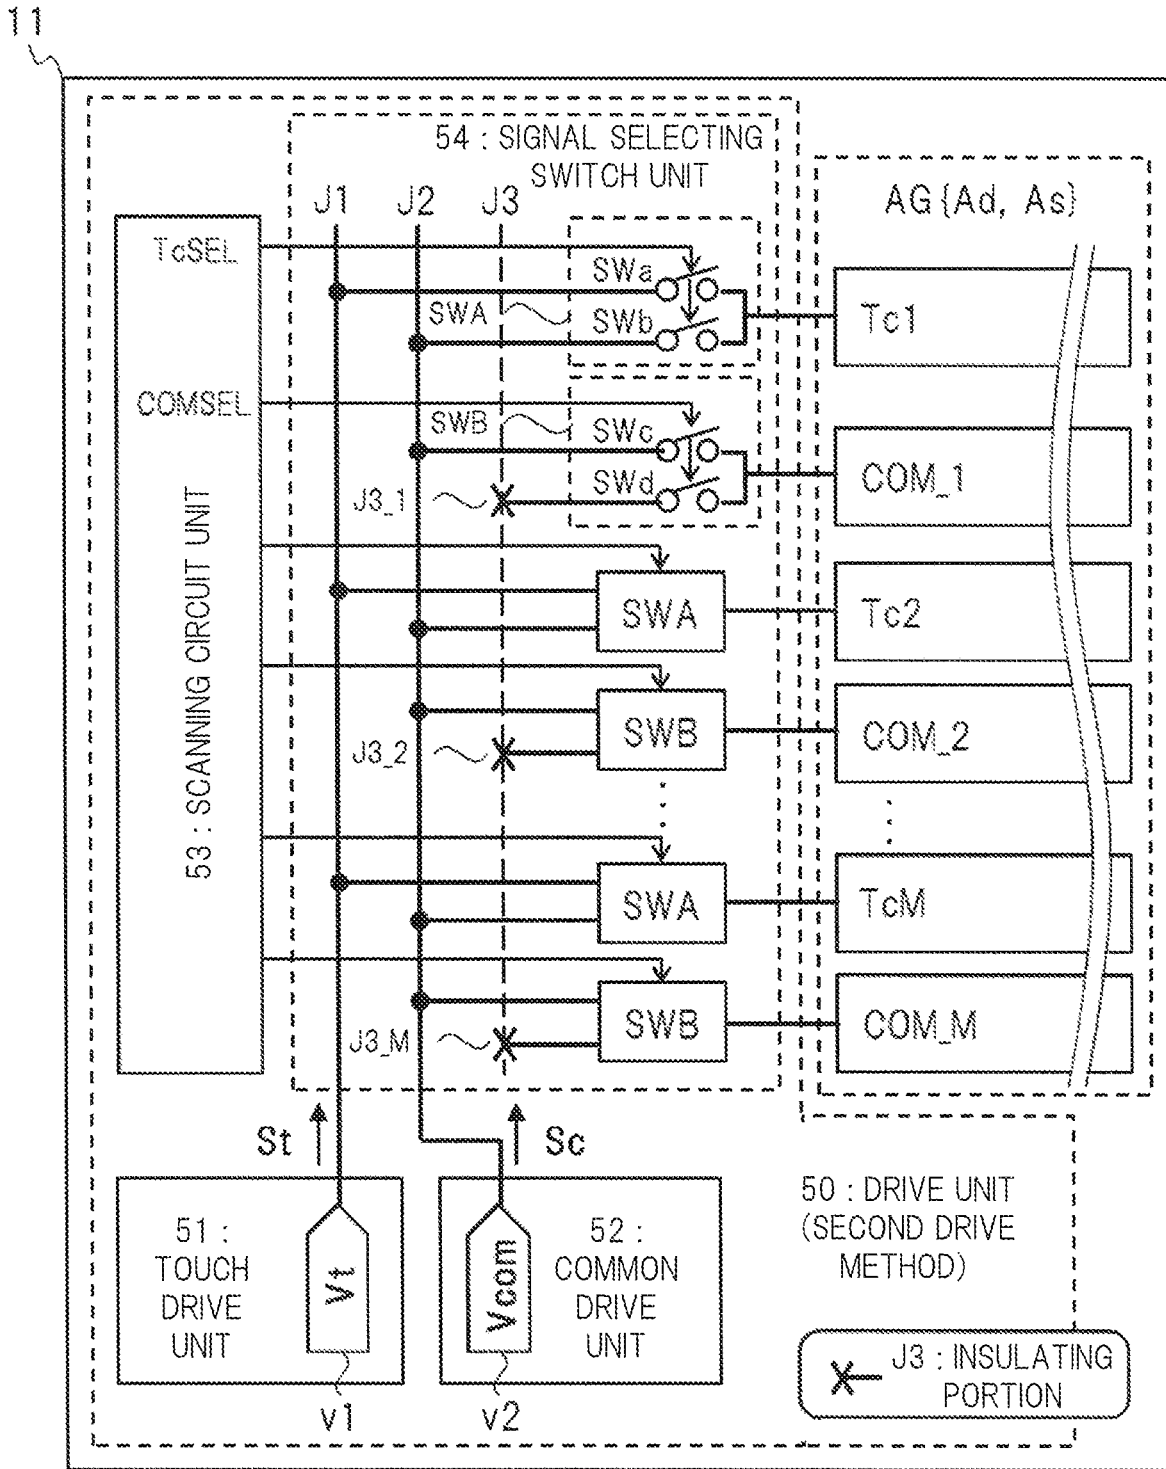 11
54 : SIGNAL SELECTING
SWITCH UNIT
J1
J2
J3
AG{Ad, As}
TcSEL
SWa
SWA
SWb
Tc1
COMSEL
SWB
SWc
SWd
J3_1
COM_1
53 : SCANNING CIRCUIT UNIT
SWA
Tc2
SWB
COM_2
J3_2
SWA
TcM
SWB
COM_M
J3_M
St
Sc
51 :
TOUCH
DRIVE
UNIT
Vt
v1
Vcom
v2
52 :
COMMON
DRIVE
UNIT
50 : DRIVE UNIT
(SECOND DRIVE
METHOD)
J3 : INSULATING
PORTION